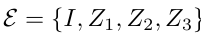 ℰ = {I, Z₁, Z₂, Z₃}